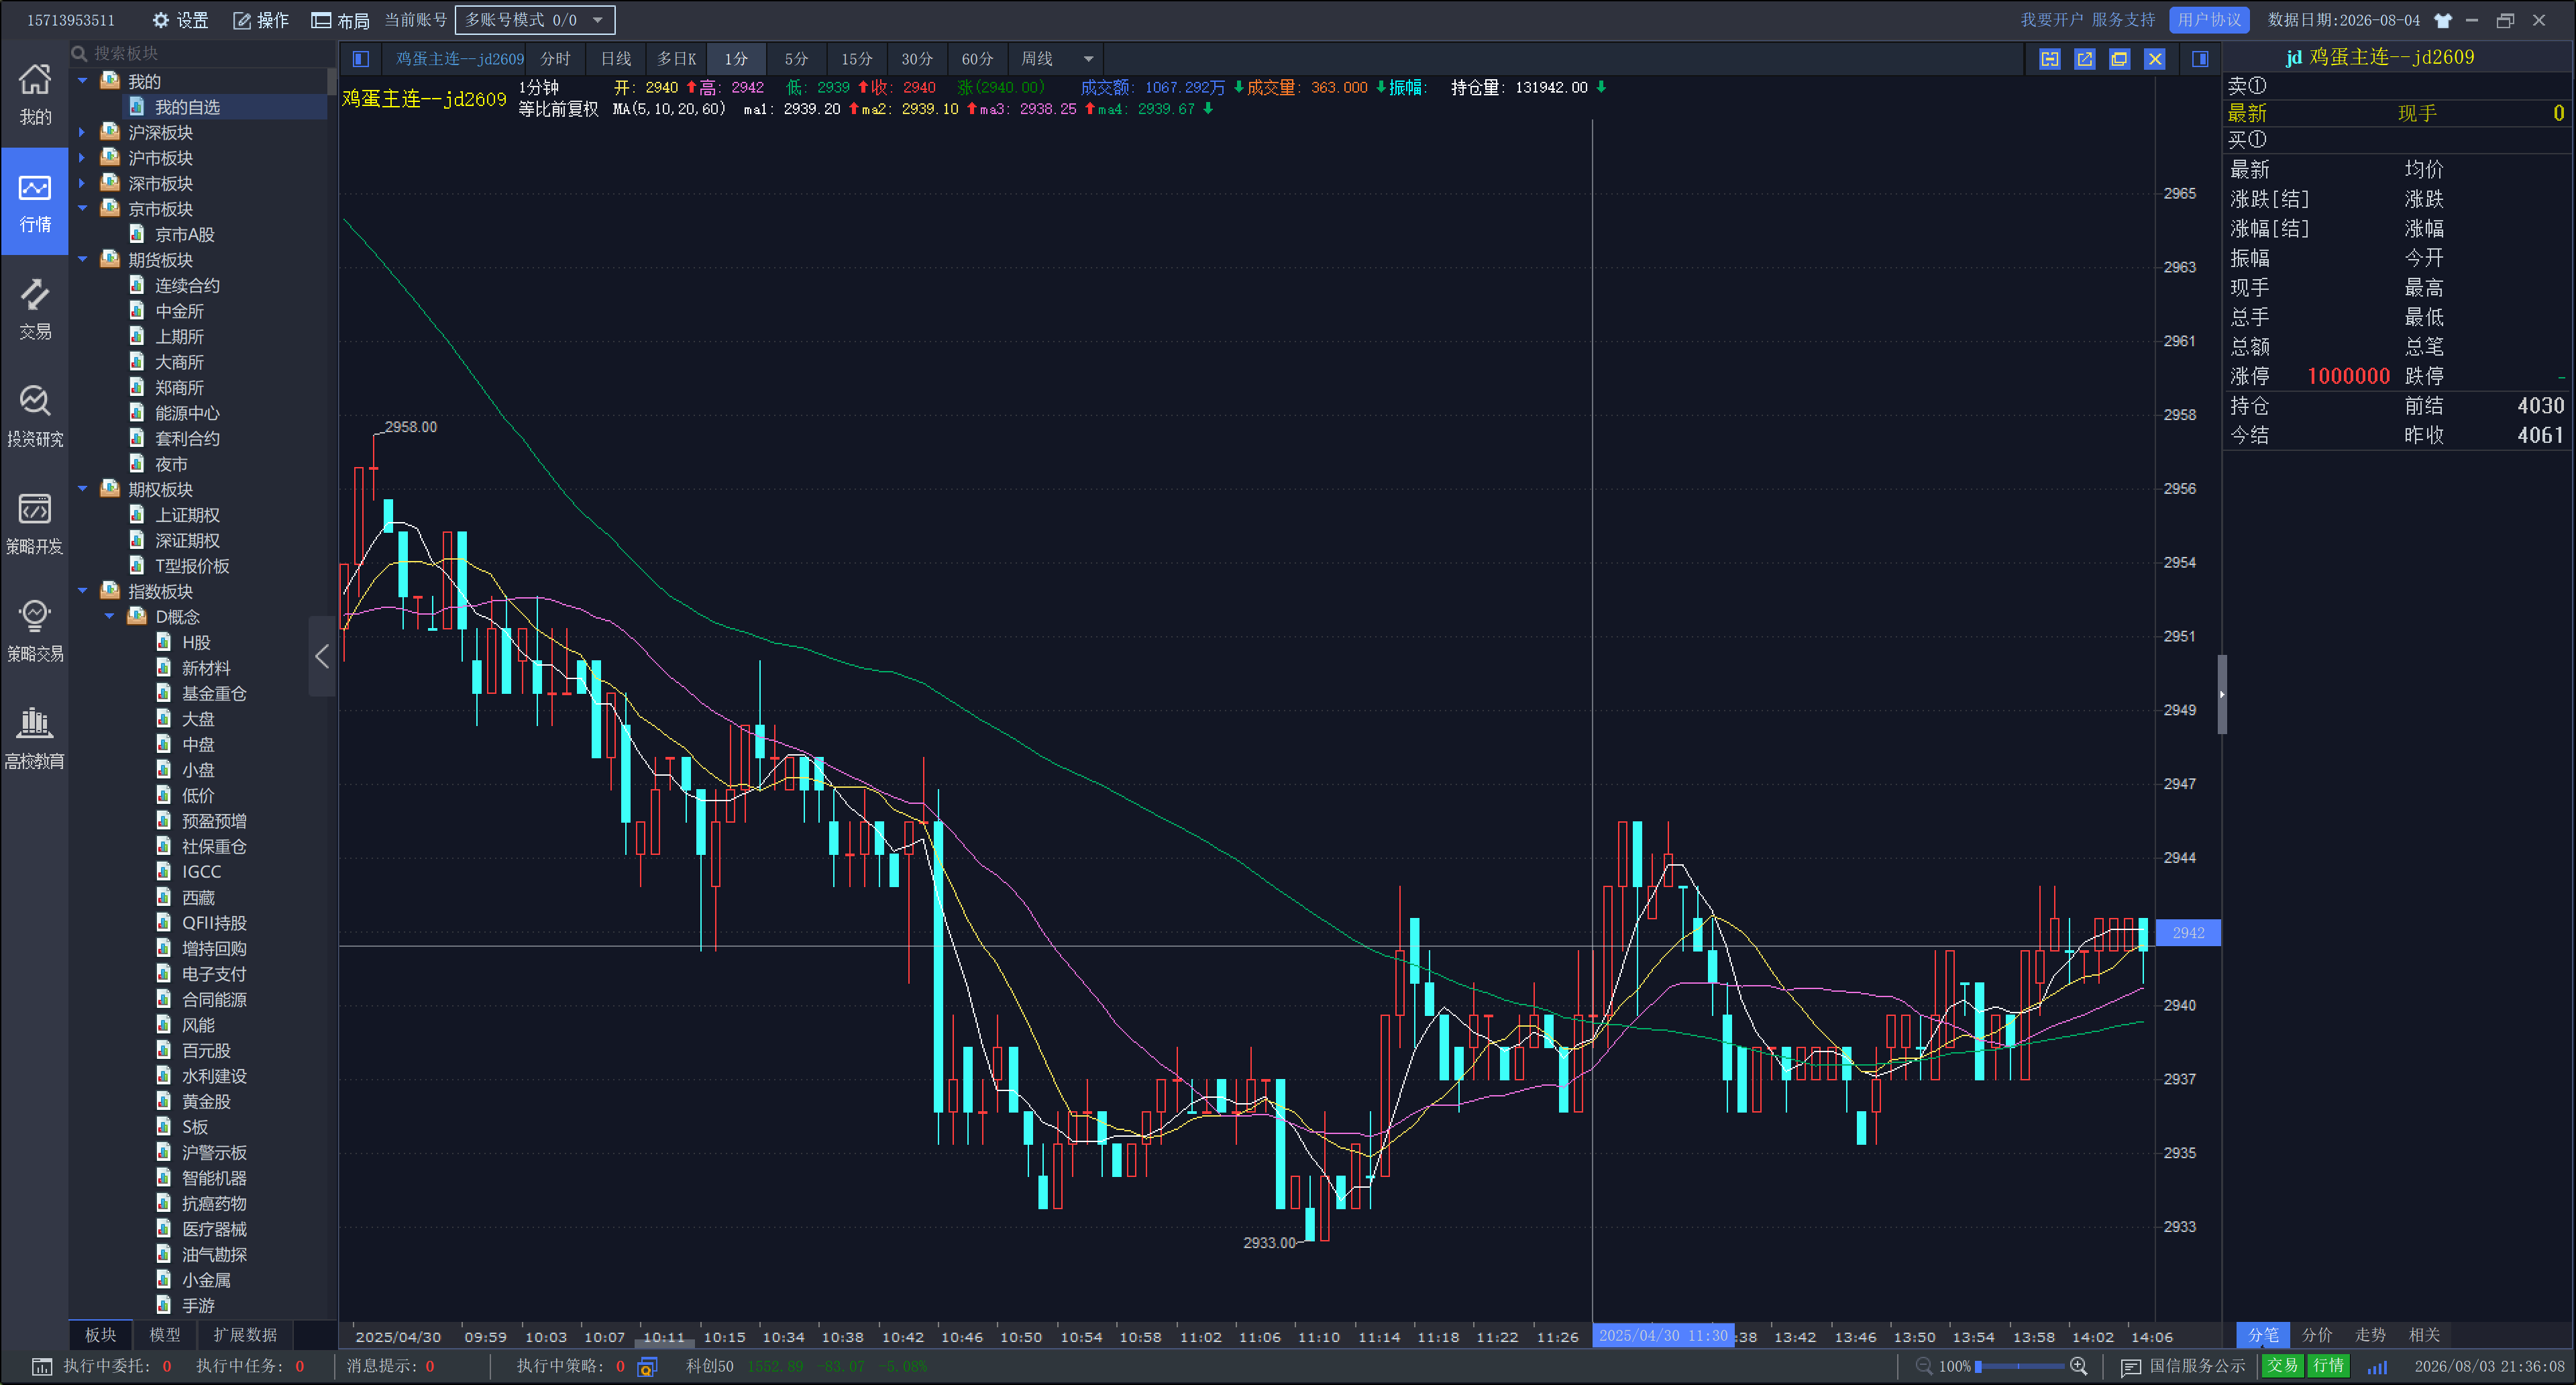 15713953511 设置 操作 布局 当前账号 多账号模式 0/0 我要开户 服务支持 用户协议 数据日期:2026-08-04
搜索板块
我的
行情
交易
投资研究
策略开发
策略交易
高校教育
我的
我的自选
沪深板块
沪市板块
深市板块
京市板块
京市A股
期货板块
连续合约
中金所
上期所
大商所
郑商所
能源中心
套利合约
夜市
期权板块
上证期权
深证期权
T型报价板
指数板块
D概念
H股
新材料
基金重仓
大盘
中盘
小盘
低价
预盈预增
社保重仓
IGCC
西藏
QFII持股
增持回购
电子支付
合同能源
风能
百元股
水利建设
黄金股
S板
沪警示板
智能机器
抗癌药物
医疗器械
油气勘探
小金属
手游
板块 模型 扩展数据
鸡蛋主连--jd2609 分时 日线 多日K 1分 5分 15分 30分 60分 周线
鸡蛋主连--jd2609
1分钟 开: 2940 高: 2942 低: 2939 收: 2940 涨(2940.00) 成交额: 1067.292万 成交量: 363.000 振幅: 持仓量: 131942.00
等比前复权 MA(5,10,20,60) ma1: 2939.20 ma2: 2939.10 ma3: 2938.25 ma4: 2939.67
2958.00
2933.00
2965
2963
2961
2958
2956
2954
2951
2949
2947
2944
2942
2940
2937
2935
2933
2025/04/30 09:59 10:03 10:07 10:11 10:15 10:34 10:38 10:42 10:46 10:50 10:54 10:58 11:02 11:06 11:10 11:14 11:18 11:22 11:26 2025/04/30 11:30 :38 13:42 13:46 13:50 13:54 13:58 14:02 14:06
jd 鸡蛋主连--jd2609
卖①
最新 现手 0
买①
最新 均价
涨跌[结] 涨跌
涨幅[结] 涨幅
振幅 今开
现手 最高
总手 最低
总额 总笔
涨停 1000000 跌停 -
持仓 前结 4030
今结 昨收 4061
分笔 分价 走势 相关
执行中委托: 0 执行中任务: 0 消息提示: 0 执行中策略: 0 科创50 1552.89 -83.07 -5.08% 100% 国信服务公示 交易 行情 2026/08/03 21:36:08